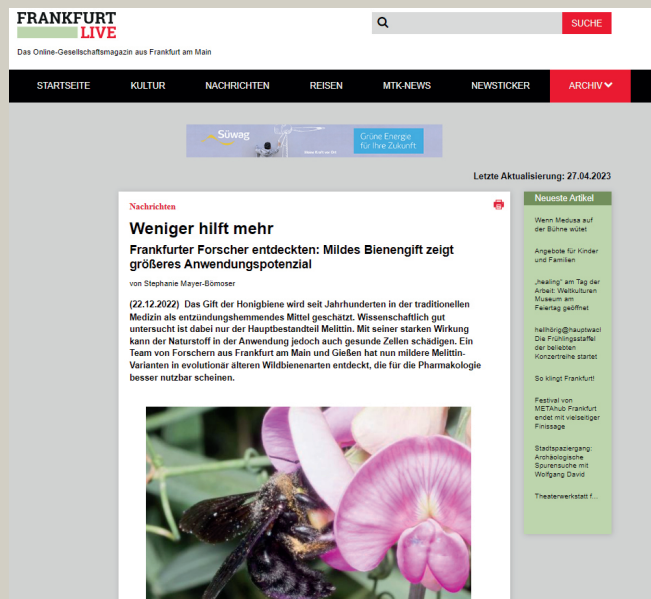 FRANKFURT
LIVE
SUCHE
Das Online-Gesellschaftsmagazin aus Frankfurt am Main
STARTSEITE KULTUR NACHRICHTEN REISEN MTK-NEWS NEWSTICKER ARCHIV
Süwag
Grüne Energie
für Ihre Zukunft
Letzte Aktualisierung: 27.04.2023
Nachrichten
Weniger hilft mehr
Frankfurter Forscher entdeckten: Mildes Bienengift zeigt
größeres Anwendungspotenzial
von Stephanie Mayer-Bömoser
(22.12.2022) Das Gift der Honigbiene wird seit Jahrhunderten in der traditionellen
Medizin als entzündungshemmendes Mittel geschätzt. Wissenschaftlich gut
untersucht ist dabei nur der Hauptbestandteil Melittin. Mit seiner starken Wirkung
kann der Naturstoff in der Anwendung jedoch auch gesunde Zellen schädigen. Ein
Team von Forschern aus Frankfurt am Main und Gießen hat nun mildere Melittin-
Varianten in evolutionär älteren Wildbienenarten entdeckt, die für die Pharmakologie
besser nutzbar scheinen.
Neueste Artikel
Wenn Medusa auf
der Bühne wütet
Angebote für Kinder
und Familien
„healing“ am Tag der
Arbeit: Weltkulturen
Museum am
Feiertag geöffnet
hellhörig@hauptwacl
Die Frühlingsstaffel
der beliebten
Konzertreihe startet
So klingt Frankfurt!
Festival von
METAhub Frankfurt
endet mit vielseitiger
Finissage
Stadtspaziergang:
Archäologische
Spurensuche mit
Wolfgang David
Theaterwerkstatt f...